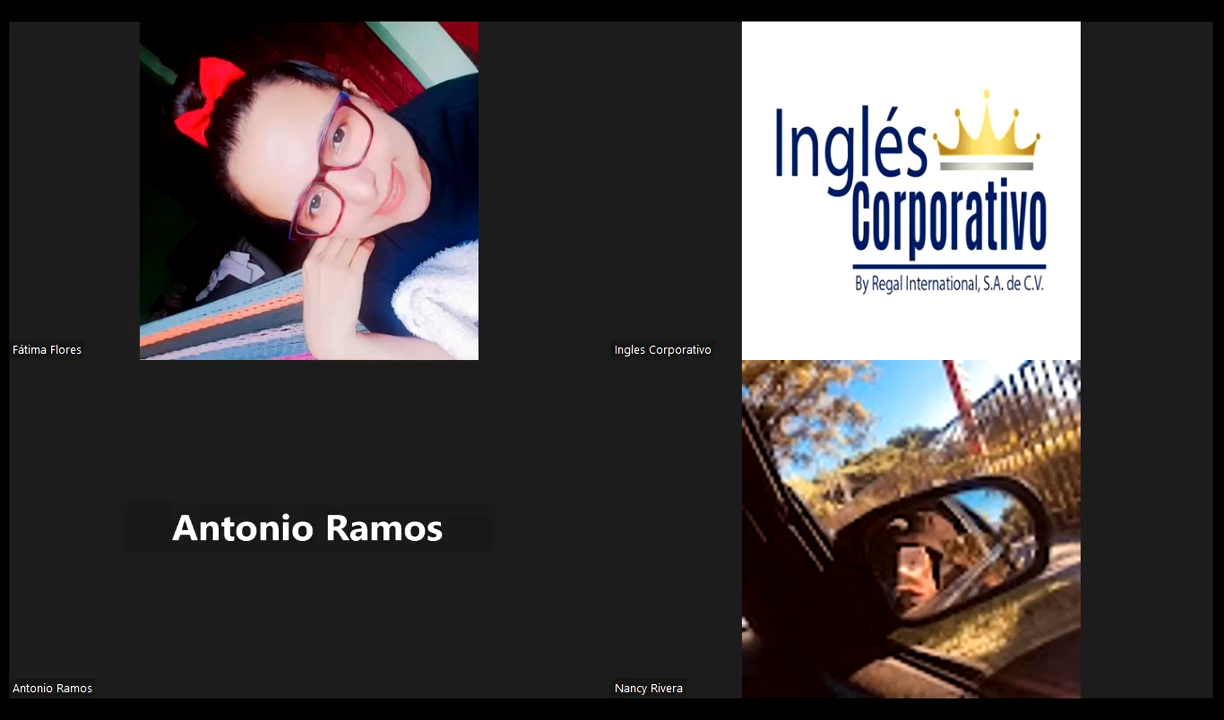 Inglés
Corporativo
By Regal International, S.A. de C.V.
Fátima Flores
Ingles Corporativo
Antonio Ramos
Antonio Ramos
Nancy Rivera